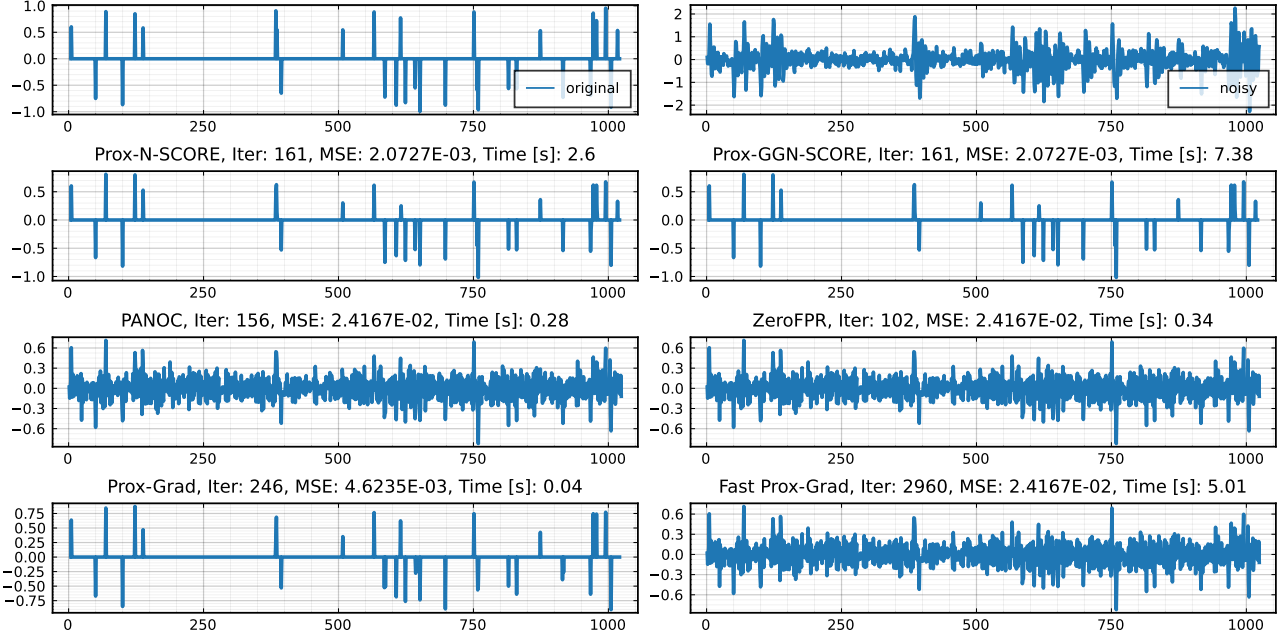 1.0
0.5
0.0
−0.5
−1.0
original
0 250 500 750 1000
2
1
0
−1
−2
noisy
0 250 500 750 1000
Prox-N-SCORE, Iter: 161, MSE: 2.0727E-03, Time [s]: 2.6
0.5
0.0
−0.5
−1.0
0 250 500 750 1000
Prox-GGN-SCORE, Iter: 161, MSE: 2.0727E-03, Time [s]: 7.38
0.5
0.0
−0.5
−1.0
0 250 500 750 1000
PANOC, Iter: 156, MSE: 2.4167E-02, Time [s]: 0.28
0.6
0.3
0.0
−0.3
−0.6
0 250 500 750 1000
ZeroFPR, Iter: 102, MSE: 2.4167E-02, Time [s]: 0.34
0.6
0.3
0.0
−0.3
−0.6
0 250 500 750 1000
Prox-Grad, Iter: 246, MSE: 4.6235E-03, Time [s]: 0.04
0.75
0.50
0.25
0.00
−0.25
−0.50
−0.75
0 250 500 750 1000
Fast Prox-Grad, Iter: 2960, MSE: 2.4167E-02, Time [s]: 5.01
0.6
0.3
0.0
−0.3
−0.6
0 250 500 750 1000